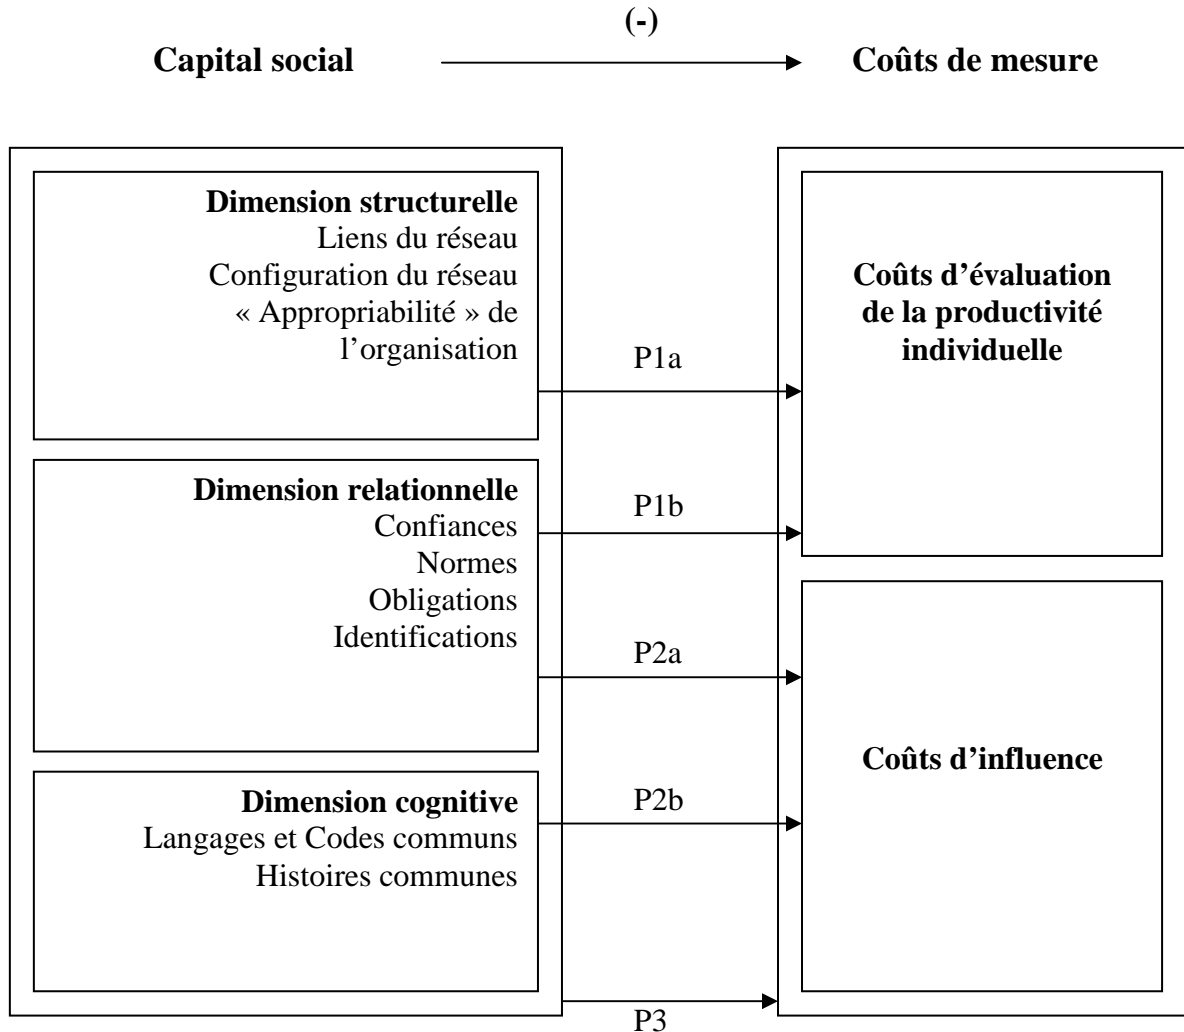 (-)
Capital social
Coûts de mesure
Dimension structurelle
Liens du réseau
Configuration du réseau
« Appropriabilité » de
l’organisation
Dimension relationnelle
Confiances
Normes
Obligations
Identifications
Dimension cognitive
Langages et Codes communs
Histoires communes
P1a
P1b
P2a
P2b
P3
Coûts d’évaluation
de la productivité
individuelle
Coûts d’influence